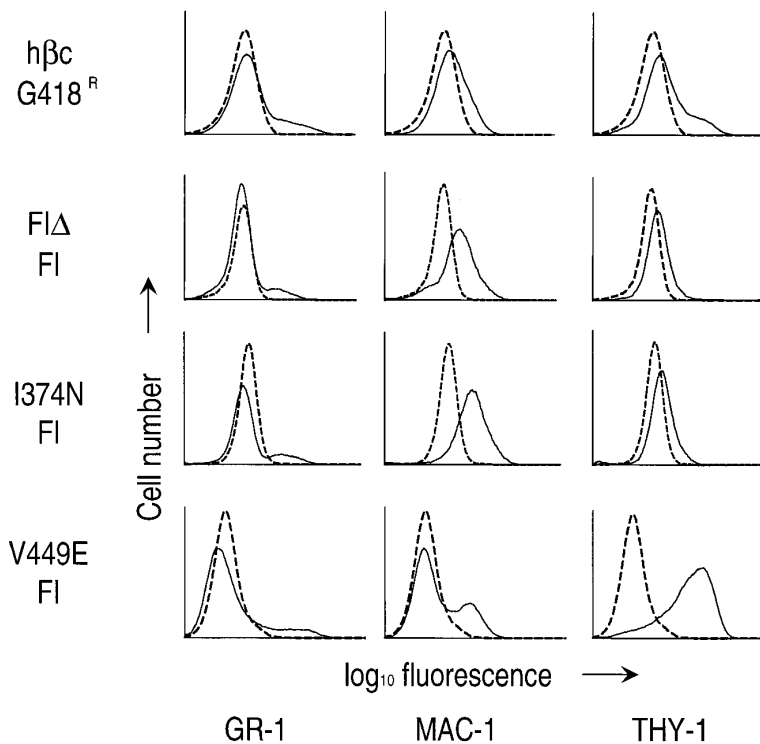 hβc
G418 R
FIΔ
FI
I374N
FI
V449E
FI
Cell number
log10 fluorescence
GR-1 MAC-1 THY-1